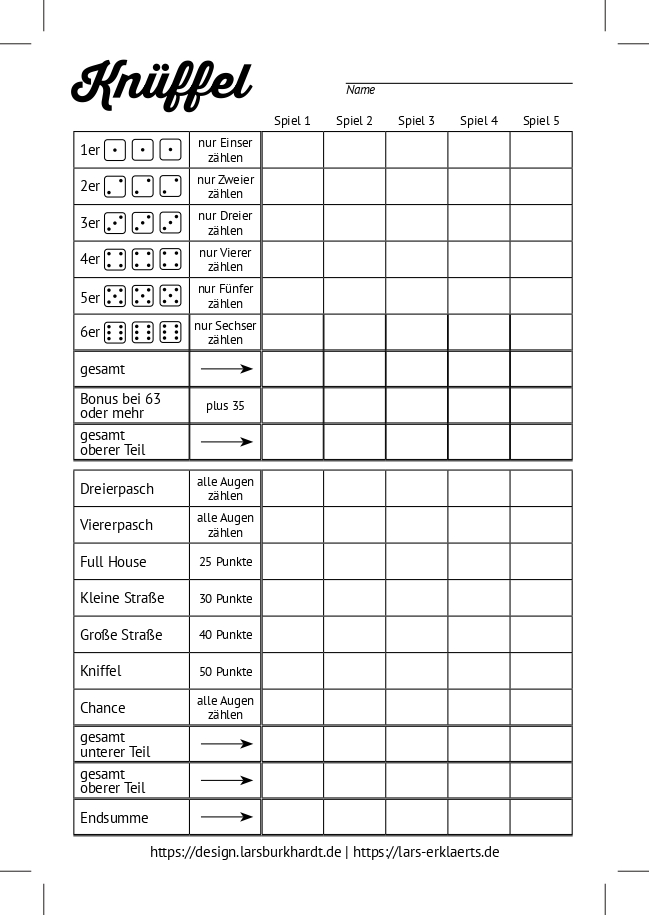 Knüffel
Name
Spiel 1 Spiel 2 Spiel 3 Spiel 4 Spiel 5
1er nur Einser
zählen
2er nur Zweier
zählen
3er nur Dreier
zählen
4er nur Vierer
zählen
5er nur Fünfer
zählen
6er nur Sechser
zählen
gesamt
Bonus bei 63
oder mehr
plus 35
gesamt
oberer Teil
Dreierpasch
alle Augen
zählen
Viererpasch
alle Augen
zählen
Full House 25 Punkte
Kleine Straße 30 Punkte
Große Straße 40 Punkte
Kniffel 50 Punkte
Chance
alle Augen
zählen
gesamt
unterer Teil
gesamt
oberer Teil
Endsumme
https://design.larsburkhardt.de | https://lars-erklaerts.de